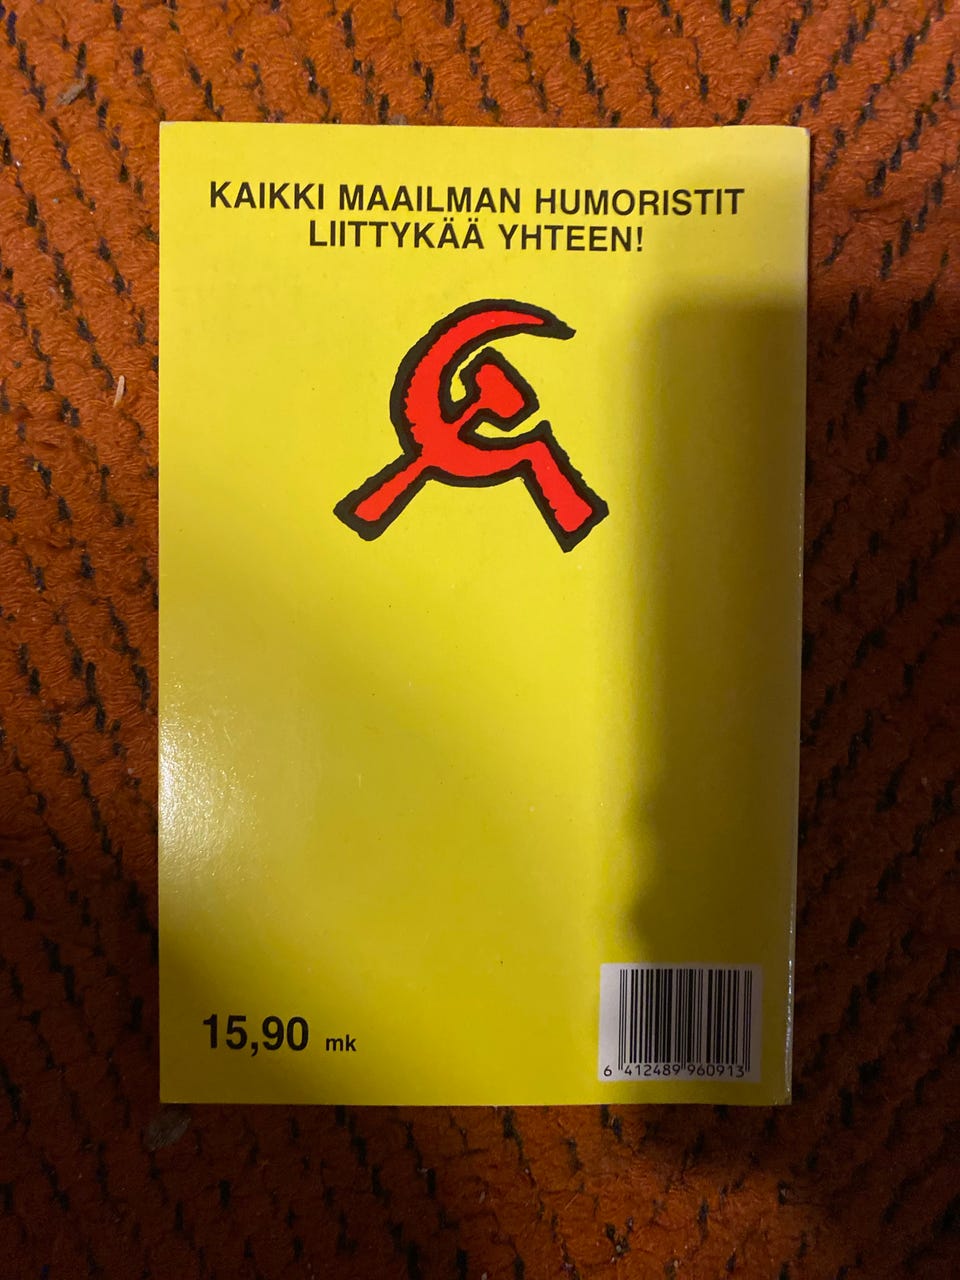 KAIKKI MAAILMAN HUMORISTIT
LIITTYKÄÄ YHTEEN!
15,90 mk
6 412489 960913